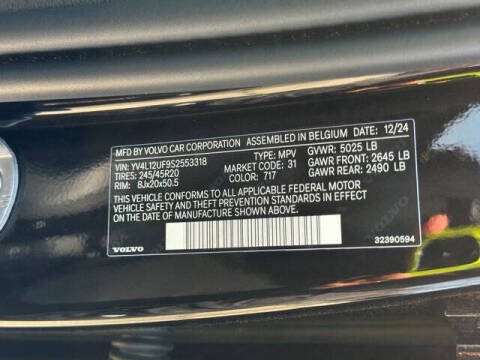 MFD BY VOLVO CAR CORPORATION ASSEMBLED IN BELGIUM 12/24
VIN: YV4L12UF9S2553318 TYPE: MPV GVWR: 5025 LB
TIRES: 245/45R20 MARKET CODE: 31 GAWR FRONT: 2645 LB
RIM: 8Jx20x50.5 COLOR: 717 GAWR REAR: 2490 LB
THIS VEHICLE CONFORMS TO ALL APPLICABLE FEDERAL MOTOR
VEHICLE SAFETY AND THEFT PREVENTION STANDARDS IN EFFECT
ON THE DATE OF MANUFACTURE SHOWN ABOVE.
VOLVO 32390594